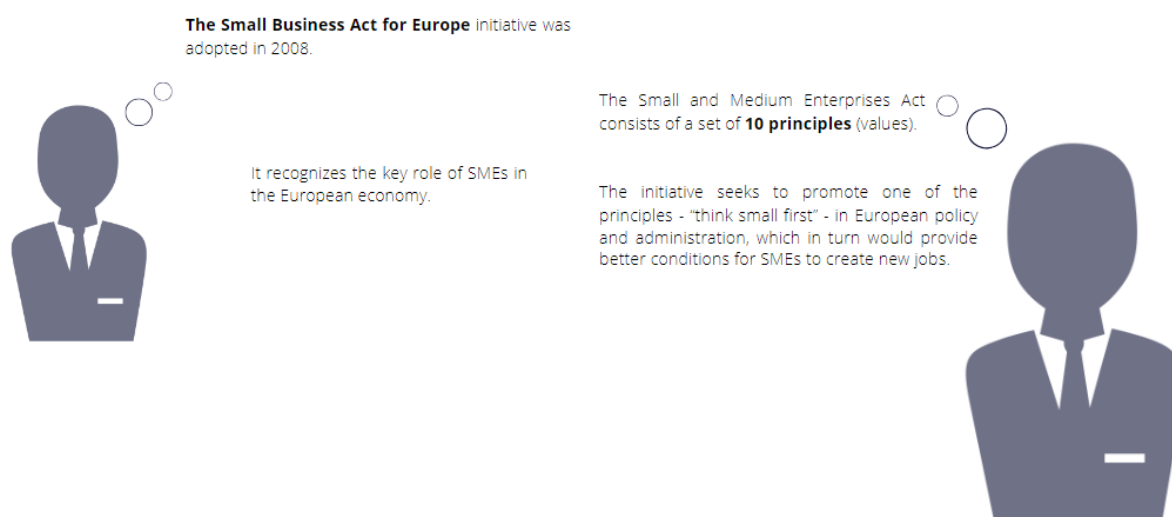 The Small Business Act for Europe initiative was
adopted in 2008.
It recognizes the key role of SMEs in
the European economy.
The Small and Medium Enterprises Act
consists of a set of 10 principles (values).
The initiative seeks to promote one of the
principles - "think small first" - in European policy
and administration, which in turn would provide
better conditions for SMEs to create new jobs.